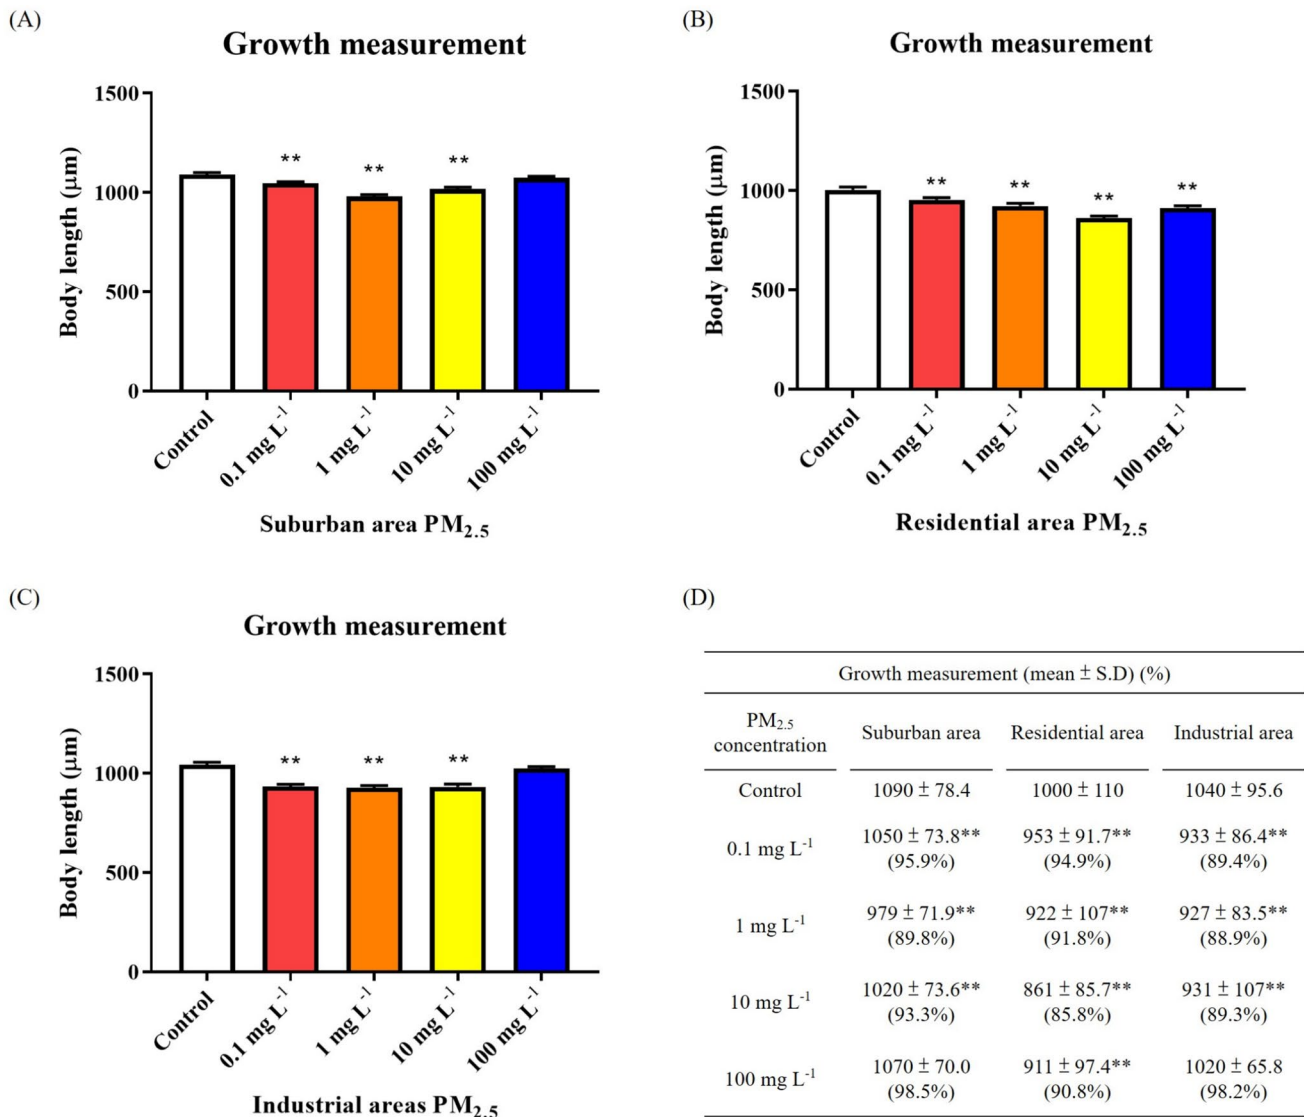 (A)
Growth measurement
1500
1000
500
0
Body length (μm)
** ** **
Control
0.1 mg L⁻¹
1 mg L⁻¹
10 mg L⁻¹
100 mg L⁻¹
Suburban area PM₂.₅
(B)
Growth measurement
1500
1000
500
0
Body length (μm)
** ** ** **
Control
0.1 mg L⁻¹
1 mg L⁻¹
10 mg L⁻¹
100 mg L⁻¹
Residential area PM₂.₅
(C)
Growth measurement
1500
1000
500
0
Body length (μm)
** ** **
Control
0.1 mg L⁻¹
1 mg L⁻¹
10 mg L⁻¹
100 mg L⁻¹
Industrial areas PM₂.₅
(D)
Growth measurement (mean ± S.D) (%)
PM₂.₅
concentration
Suburban area Residential area Industrial area
Control 1090 ± 78.4 1000 ± 110 1040 ± 95.6
0.1 mg L⁻¹
1050 ± 73.8** 953 ± 91.7** 933 ± 86.4**
(95.9%) (94.9%) (89.4%)
1 mg L⁻¹
979 ± 71.9** 922 ± 107** 927 ± 83.5**
(89.8%) (91.8%) (88.9%)
10 mg L⁻¹
1020 ± 73.6** 861 ± 85.7** 931 ± 107**
(93.3%) (85.8%) (89.3%)
100 mg L⁻¹
1070 ± 70.0 911 ± 97.4** 1020 ± 65.8
(98.5%) (90.8%) (98.2%)